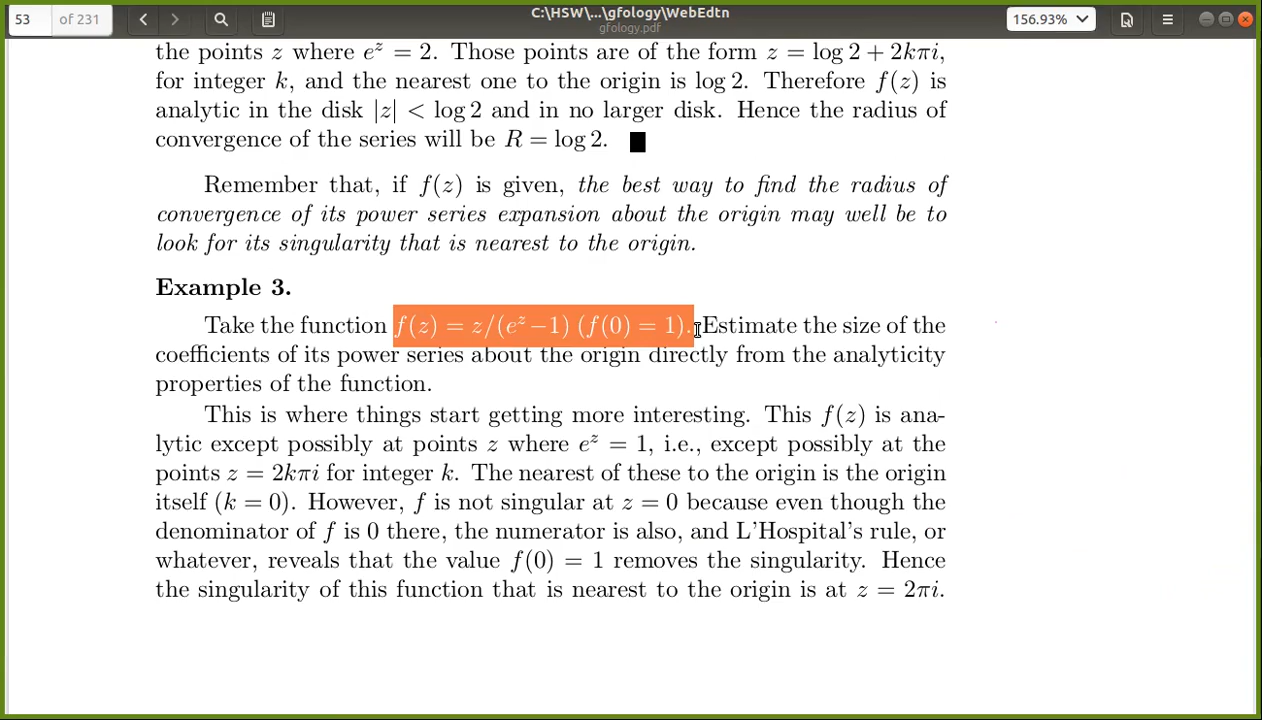 53 of 231
C:\HSW\...\gfology\WebEdtn
gfology.pdf
156.93%
the points z where e^z = 2. Those points are of the form z = log 2 + 2kπi,
for integer k, and the nearest one to the origin is log 2. Therefore f(z) is
analytic in the disk |z| < log 2 and in no larger disk. Hence the radius of
convergence of the series will be R = log 2. ■
Remember that, if f(z) is given, the best way to find the radius of
convergence of its power series expansion about the origin may well be to
look for its singularity that is nearest to the origin.
Example 3.
Take the function f(z) = z/(e^z −1) (f(0) = 1). Estimate the size of the
coefficients of its power series about the origin directly from the analyticity
properties of the function.
This is where things start getting more interesting. This f(z) is ana-
lytic except possibly at points z where e^z = 1, i.e., except possibly at the
points z = 2kπi for integer k. The nearest of these to the origin is the origin
itself (k = 0). However, f is not singular at z = 0 because even though the
denominator of f is 0 there, the numerator is also, and L'Hospital's rule, or
whatever, reveals that the value f(0) = 1 removes the singularity. Hence
the singularity of this function that is nearest to the origin is at z = 2πi.